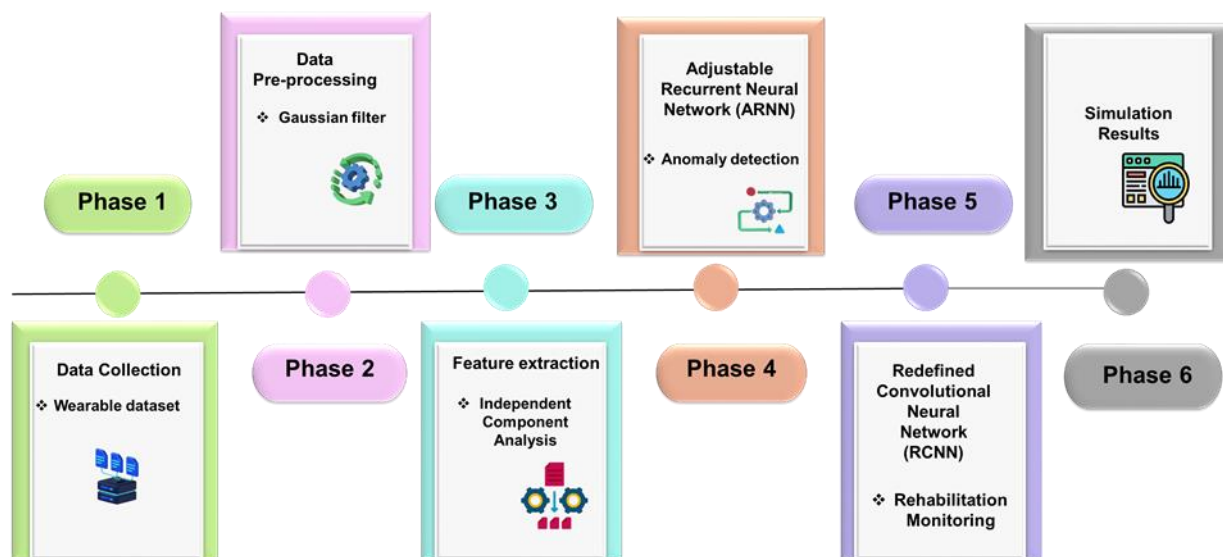 Phase 1
Data Collection
❖ Wearable dataset
Data
Pre-processing
❖ Gaussian filter
Phase 2
Phase 3
Feature extraction
❖ Independent
Component
Analysis
Adjustable
Recurrent Neural
Network (ARNN)
❖ Anomaly detection
Phase 4
Phase 5
Redefined
Convolutional
Neural
Network
(RCNN)
❖ Rehabilitation
Monitoring
Simulation
Results
Phase 6